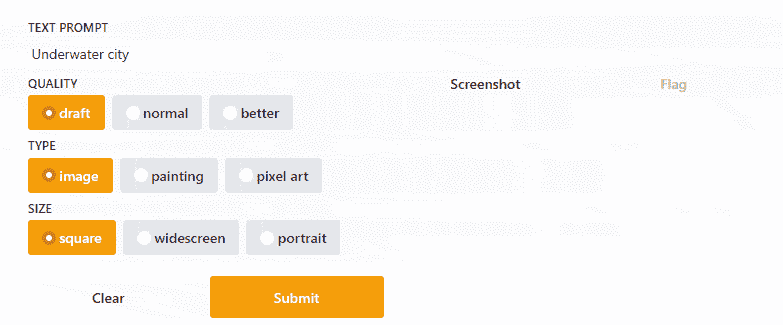 TEXT PROMPT
Underwater city
QUALITY
draft normal better
TYPE
image painting pixel art
SIZE
square widescreen portrait
Clear Submit
Screenshot Flag